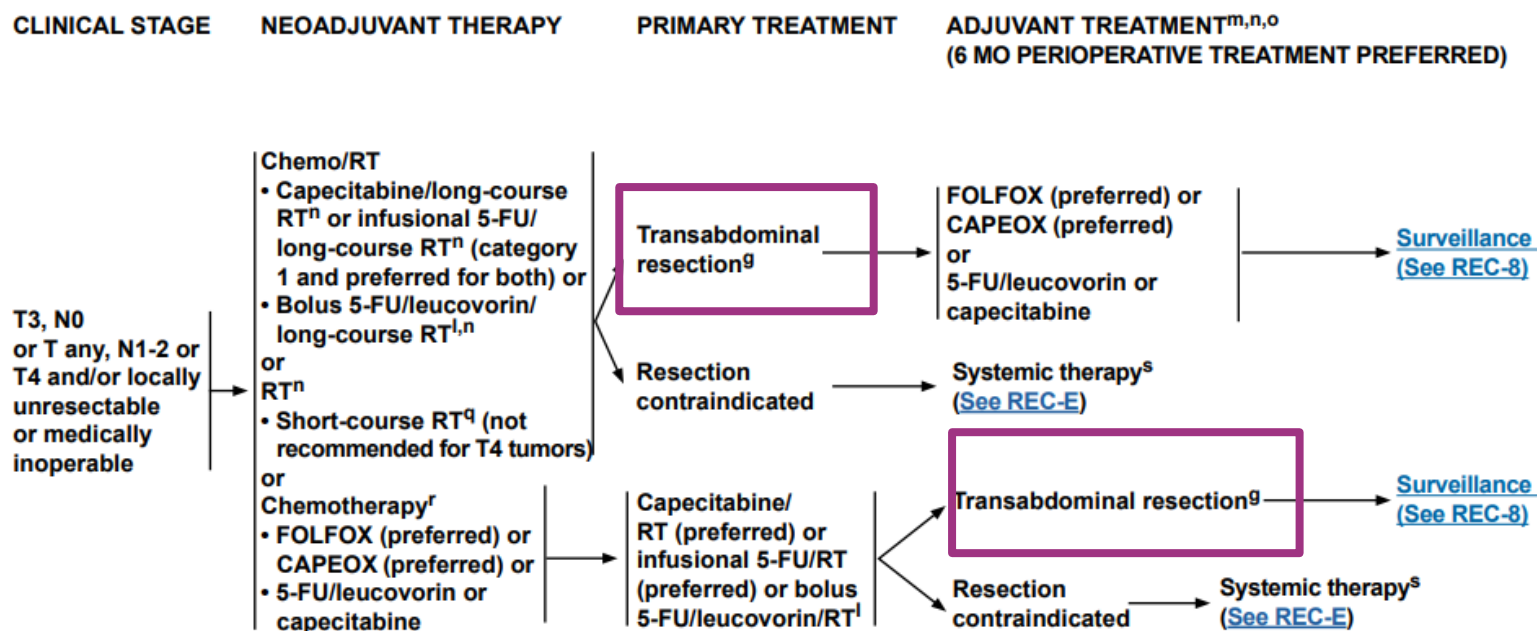 CLINICAL STAGE
NEOADJUVANT THERAPY
PRIMARY TREATMENT
ADJUVANT TREATMENTm,n,o
(6 MO PERIOPERATIVE TREATMENT PREFERRED)
T3, N0
or T any, N1-2 or
T4 and/or locally
unresectable
or medically
inoperable
Chemo/RT
• Capecitabine/long-course
RTn or infusional 5-FU/
long-course RTn (category
1 and preferred for both) or
• Bolus 5-FU/leucovorin/
long-course RTl,n
or
RTn
• Short-course RTq (not
recommended for T4 tumors)
or
Chemotherapyr
• FOLFOX (preferred) or
CAPEOX (preferred) or
• 5-FU/leucovorin or
capecitabine
Transabdominal
resectiong
FOLFOX (preferred) or
CAPEOX (preferred)
or
5-FU/leucovorin or
capecitabine
Surveillance
(See REC-8)
Resection
contraindicated
Systemic therapys
(See REC-E)
Capecitabine/
RT (preferred) or
infusional 5-FU/RT
(preferred) or bolus
5-FU/leucovorin/RTl
Transabdominal resectiong
Surveillance
(See REC-8)
Resection
contraindicated
Systemic therapys
(See REC-E)